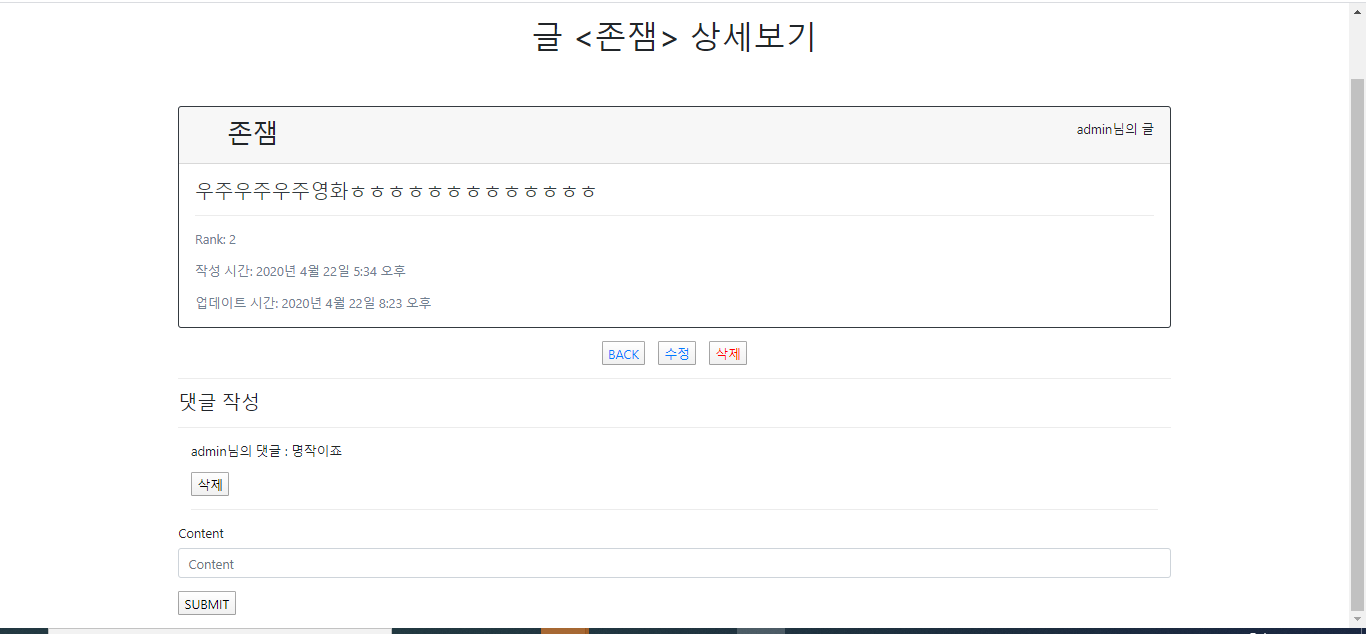 글 <존잼> 상세보기
존잼
admin님의 글
우주우주우주영화ㅎㅎㅎㅎㅎㅎㅎㅎㅎㅎㅎㅎㅎ
Rank: 2
작성 시간: 2020년 4월 22일 5:34 오후
업데이트 시간: 2020년 4월 22일 8:23 오후
BACK 수정 삭제
댓글 작성
admin님의 댓글 : 명작이죠
삭제
Content
Content
SUBMIT